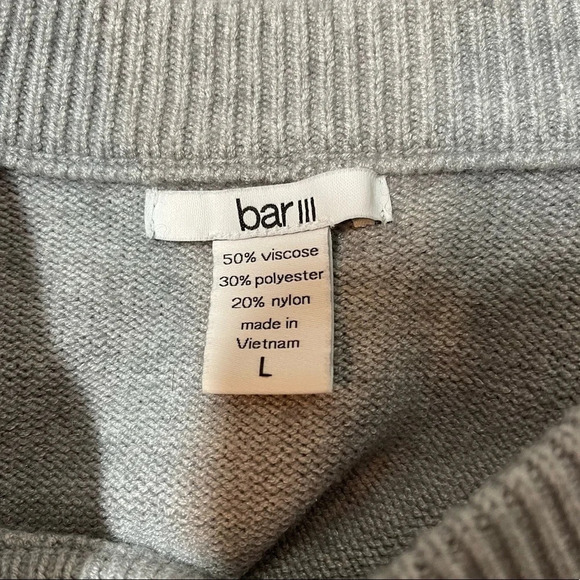 bar III
50% viscose
30% polyester
20% nylon
made in
Vietnam
L